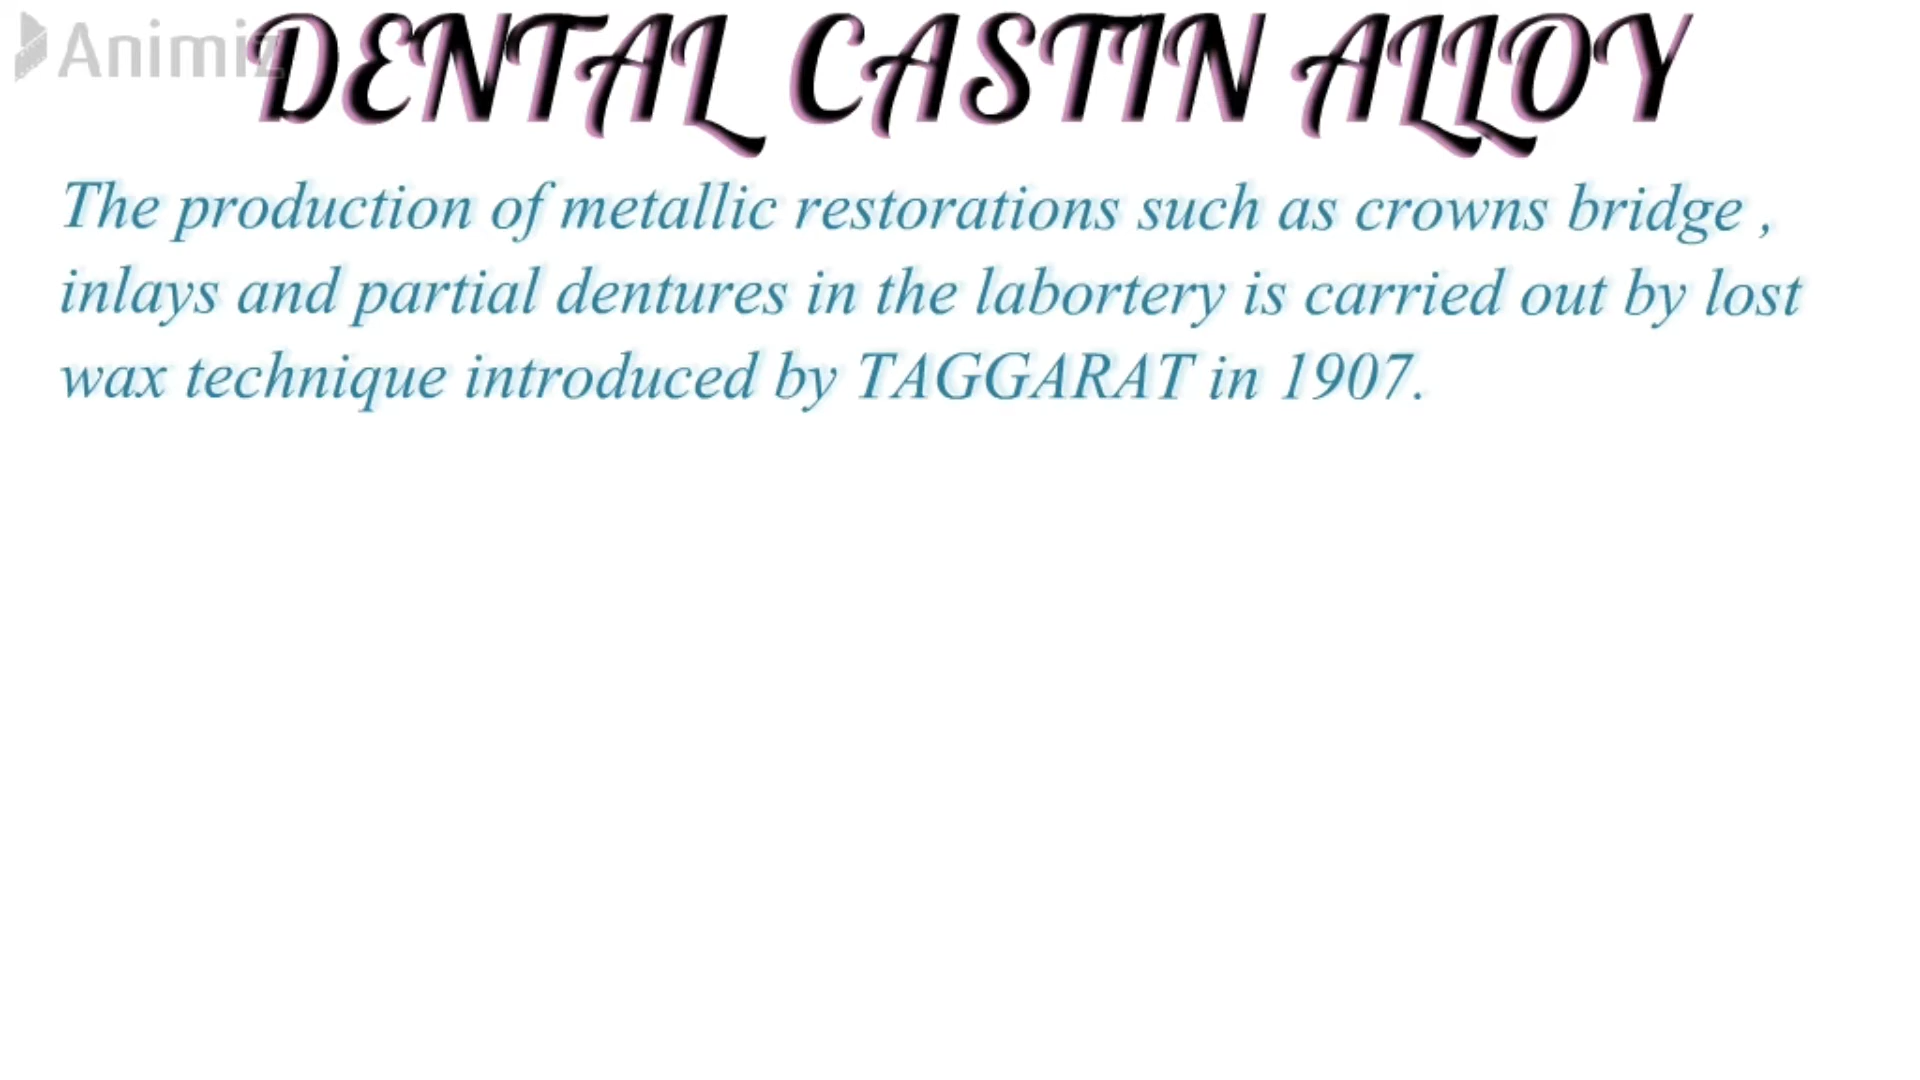 Animiz
DENTAL CASTIN ALLOY
The production of metallic restorations such as crowns bridge ,
inlays and partial dentures in the labortery is carried out by lost
wax technique introduced by TAGGARAT in 1907.